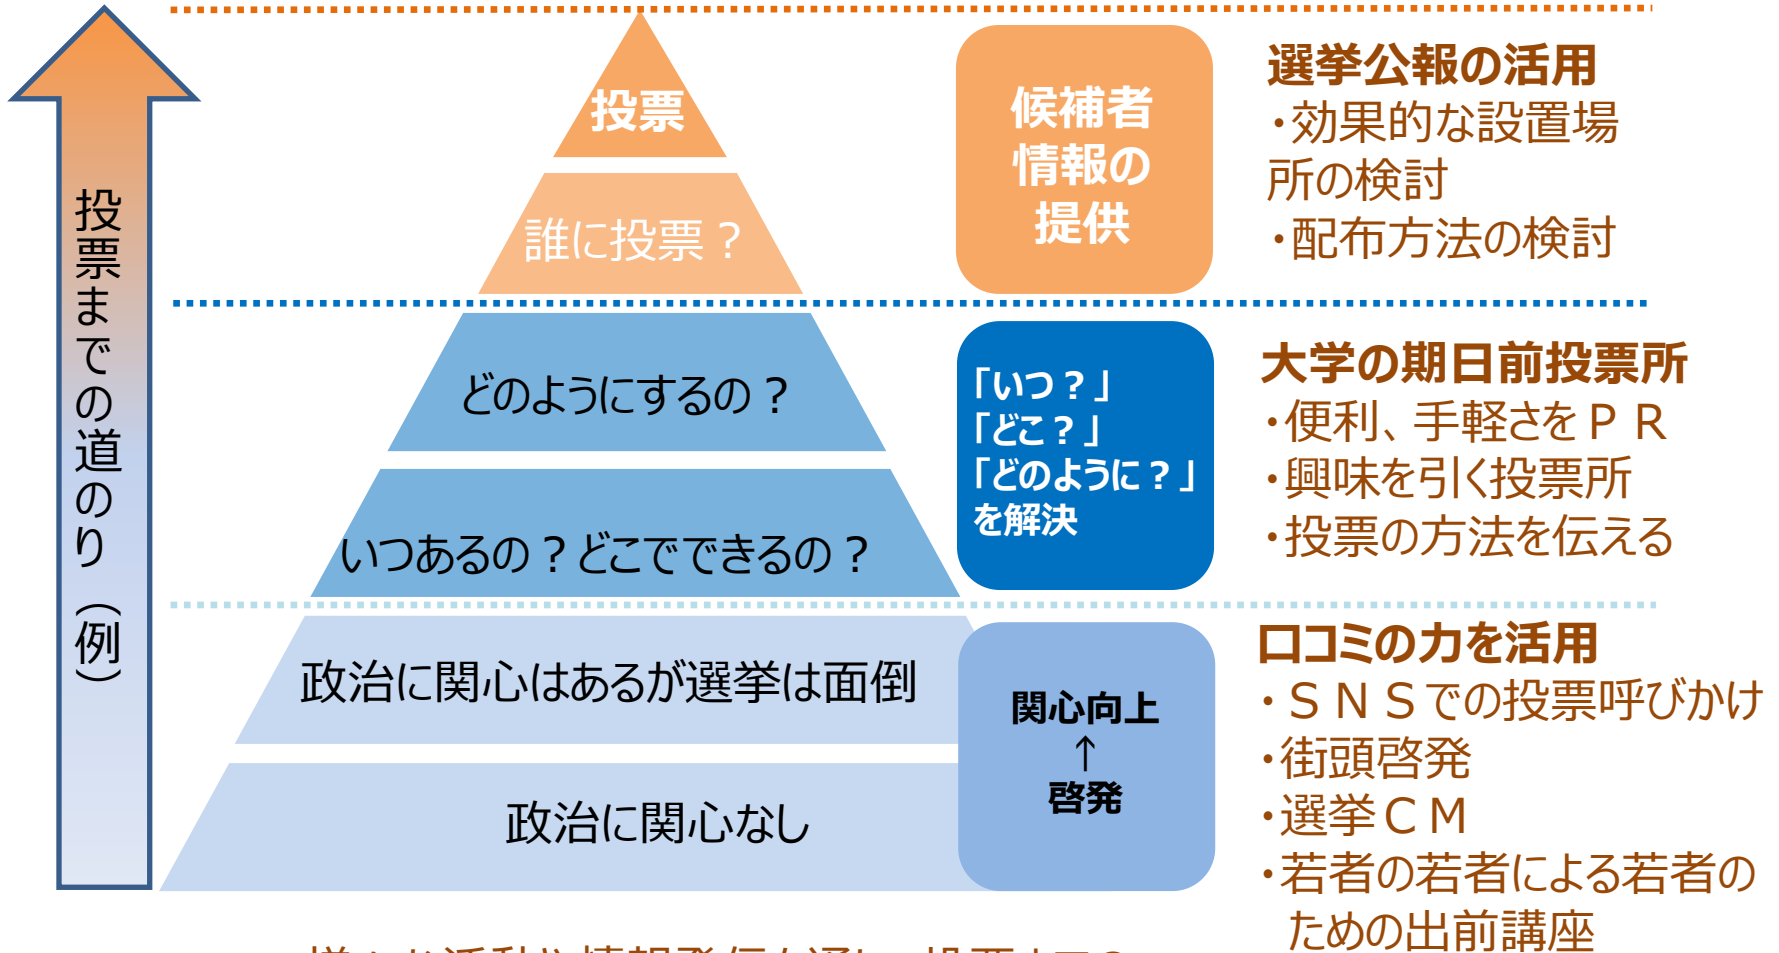 投票までの道のり（例）
投票
誰に投票？
どのようにするの？
いつあるの？どこでできるの？
政治に関心はあるが選挙は面倒
政治に関心なし
候補者
情報の
提供
「いつ？」
「どこ？」
「どのように？」
を解決
関心向上
↑
啓発
選挙公報の活用
・効果的な設置場
所の検討
・配布方法の検討
大学の期日前投票所
・便利、手軽さをＰＲ
・興味を引く投票所
・投票の方法を伝える
口コミの力を活用
・ＳＮＳでの投票呼びかけ
・街頭啓発
・選挙ＣＭ
・若者の若者による若者の
ための出前講座